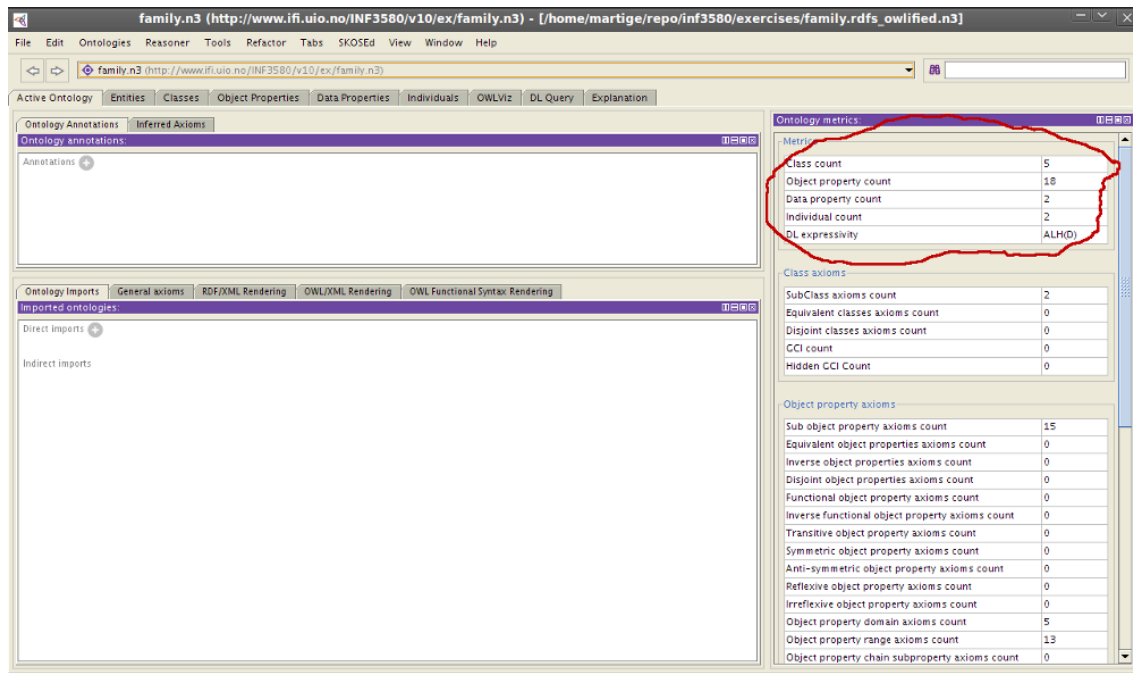 family.n3 (http://www.ifi.uio.no/INF3580/v10/ex/family.n3) - [/home/martige/repo/inf3580/exercises/family.rdfs_owlified.n3]
File Edit Ontologies Reasoner Tools Refactor Tabs SKOSEd View Window Help
family.n3 (http://www.ifi.uio.no/INF3580/v10/ex/family.n3)
Active Ontology Entities Classes Object Properties Data Properties Individuals OWLViz DL Query Explanation
Ontology Annotations Inferred Axioms
Ontology annotations:
Annotations
Ontology Imports General axioms RDF/XML Rendering OWL/XML Rendering OWL Functional Syntax Rendering
Imported ontologies:
Direct imports
Indirect imports
Ontology metrics:
Metrics
Class count 5
Object property count 18
Data property count 2
Individual count 2
DL expressivity ALH(D)
Class axioms
SubClass axioms count 2
Equivalent classes axioms count 0
Disjoint classes axioms count 0
GCI count 0
Hidden GCI Count 0
Object property axioms
Sub object property axioms count 15
Equivalent object properties axioms count 0
Inverse object properties axioms count 0
Disjoint object properties axioms count 0
Functional object property axioms count 0
Inverse functional object property axioms count 0
Transitive object property axioms count 0
Symmetric object property axioms count 0
Anti-symmetric object property axioms count 0
Reflexive object property axioms count 0
Irreflexive object property axioms count 0
Object property domain axioms count 5
Object property range axioms count 13
Object property chain subproperty axioms count 0